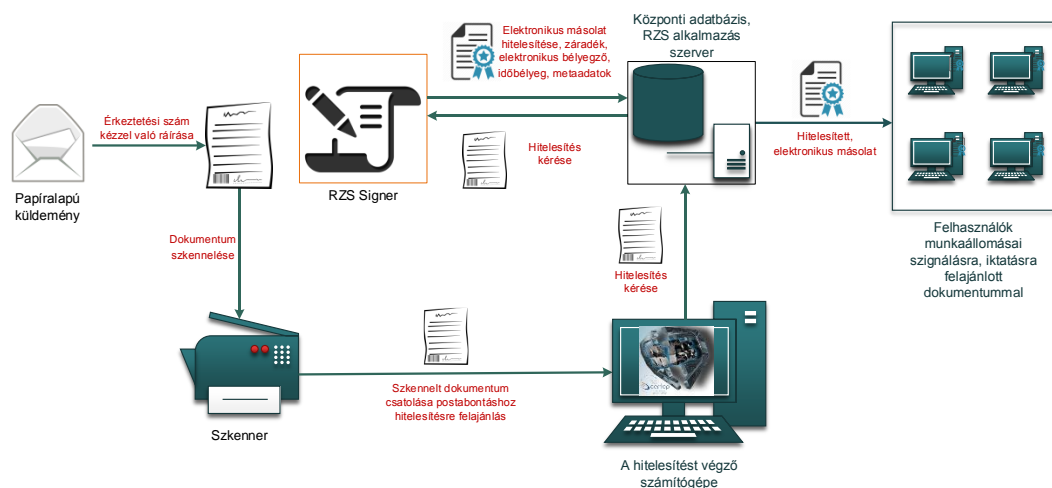 Központi adatbázis,
RZS alkalmazás
szerver
Elektronikus másolat
hitelesítése, záradék,
elektronikus bélyegző,
időbélyeg, metaadatok
Érkeztetési szám
kézzel való ráírása
Hitelesítés
kérése
Hitelesített,
elektronikus másolat
RZS Signer
Papíralapú
küldemény
Felhasználók
munkaállomásai
szignálásra, iktatásra
felajánlott
dokumentummal
Dokumentum
szkennelése
Hitelesítés
kérése
Szkennelt dokumentum
csatolása postabontáshoz
hitelesítésre felajánlás
Szkenner
A hitelesítést végző
számítógépe